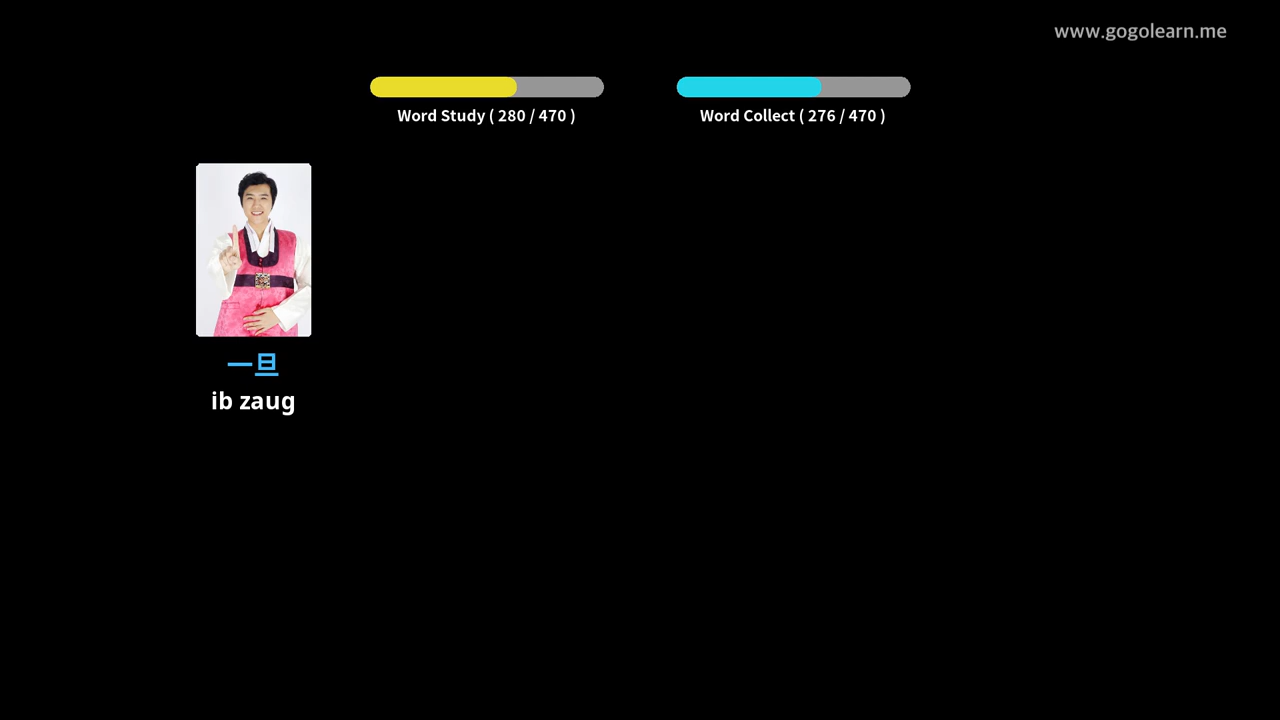 www.gogolearn.me
Word Study ( 280 / 470 )
Word Collect ( 276 / 470 )
一旦
ib zaug